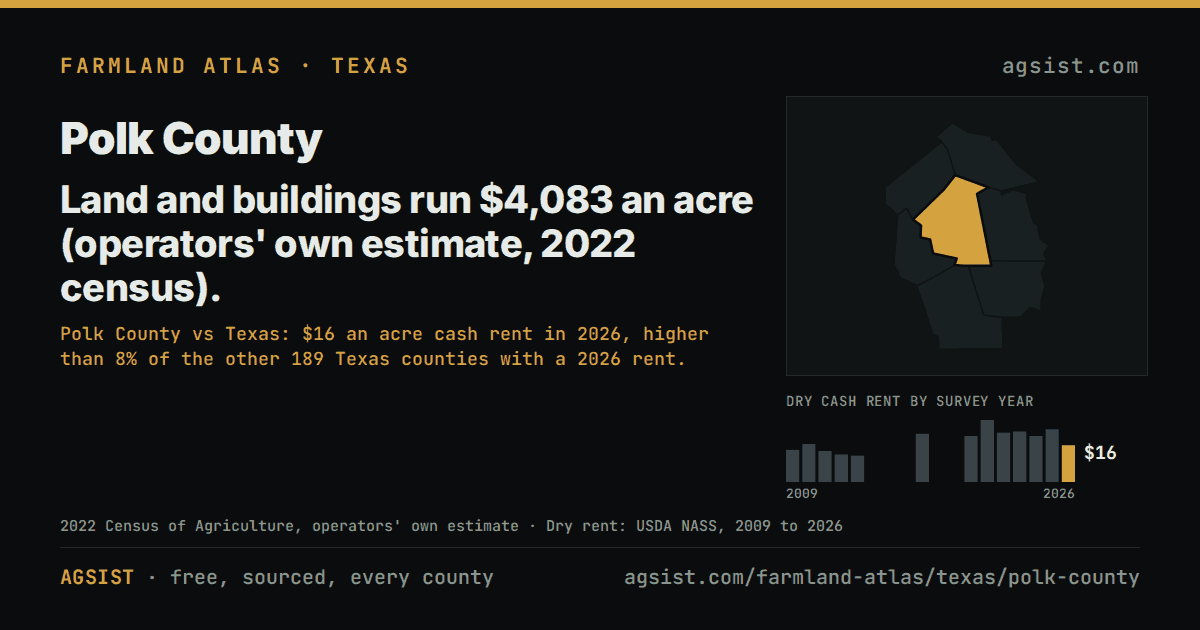 FARMLAND ATLAS · TEXAS
agsist.com
Polk County
Land and buildings run $4,083 an acre
(operators' own estimate, 2022
census).
Polk County vs Texas: $16 an acre cash rent in 2026, higher
than 8% of the other 189 Texas counties with a 2026 rent.
DRY CASH RENT BY SURVEY YEAR
$16
2009
2026
2022 Census of Agriculture, operators' own estimate · Dry rent: USDA NASS, 2009 to 2026
AGSIST · free, sourced, every county
agsist.com/farmland-atlas/texas/polk-county